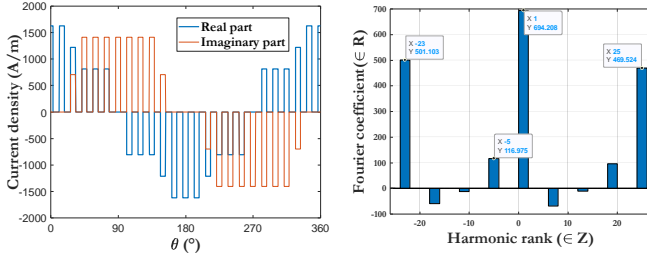 Current density (A/m)
2000
1500
1000
500
0
-500
-1000
-1500
-2000
Real part
Imaginary part
0
90
180
270
360
θ (°)
Fourier coefficient (∈ R)
700
600
500
400
300
200
100
0
-100
X -23
Y 501.103
X 1
Y 694.208
X 25
Y 469.524
X -5
Y 116.975
-20
-10
0
10
20
Harmonic rank (∈ Z)